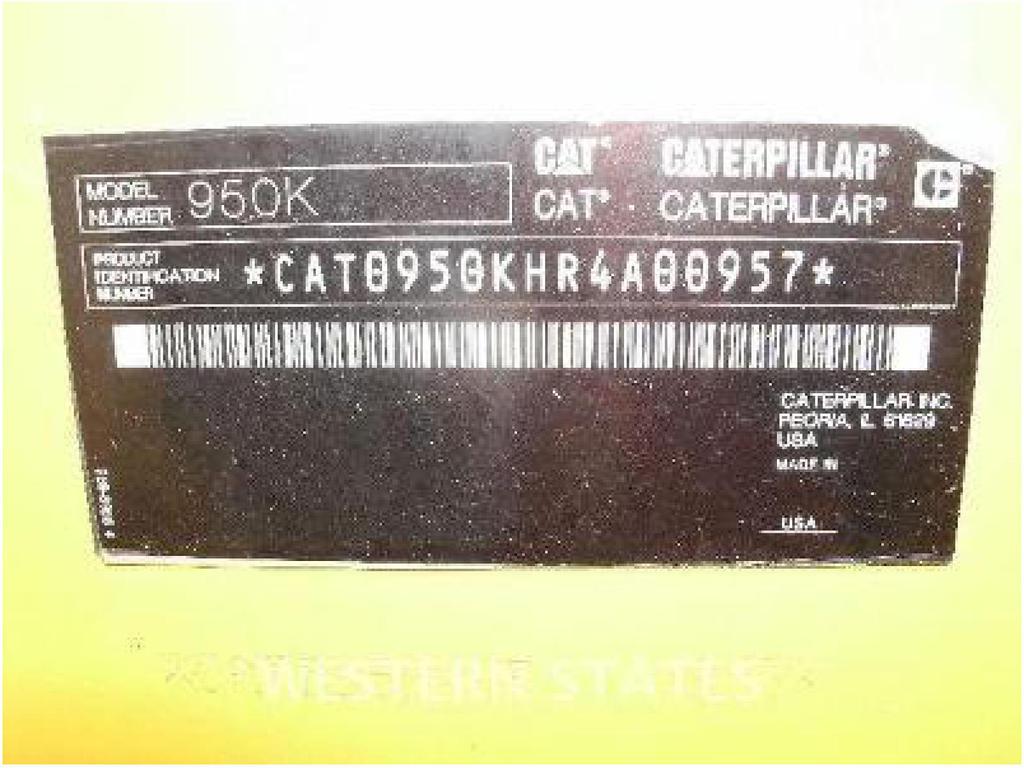 CAT® CATERPILLAR®
MODEL NUMBER 950K
CAT® CATERPILLAR®
PRODUCT
IDENTIFICATION
NUMBER
*CAT0950KHR4A00957*
CATERPILLAR INC.
PEORIA, IL 61629
USA
MADE IN
USA
WESTERN STATES